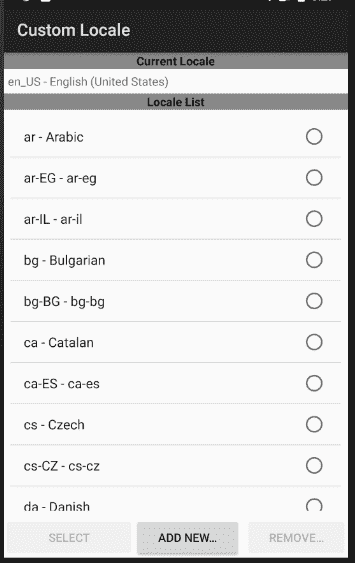 Custom Locale
Current Locale
en_US - English (United States)
Locale List
ar - Arabic
ar-EG - ar-eg
ar-IL - ar-il
bg - Bulgarian
bg-BG - bg-bg
ca - Catalan
ca-ES - ca-es
cs - Czech
cs-CZ - cs-cz
da - Danish
SELECT
ADD NEW...
REMOVE...